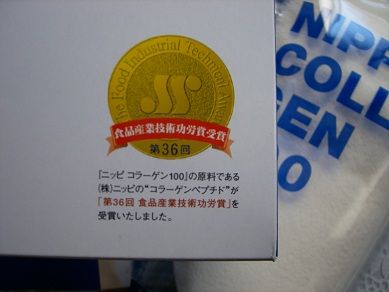 The Food Industrial Technical Award
食品産業技術功労賞受賞
第36回
『ニッピ コラーゲン100』の原料である
(株)ニッピの“コラーゲンペプチド”が
「第36回 食品産業技術功労賞」を
受賞いたしました。
NIPP
COLL
GEN
0